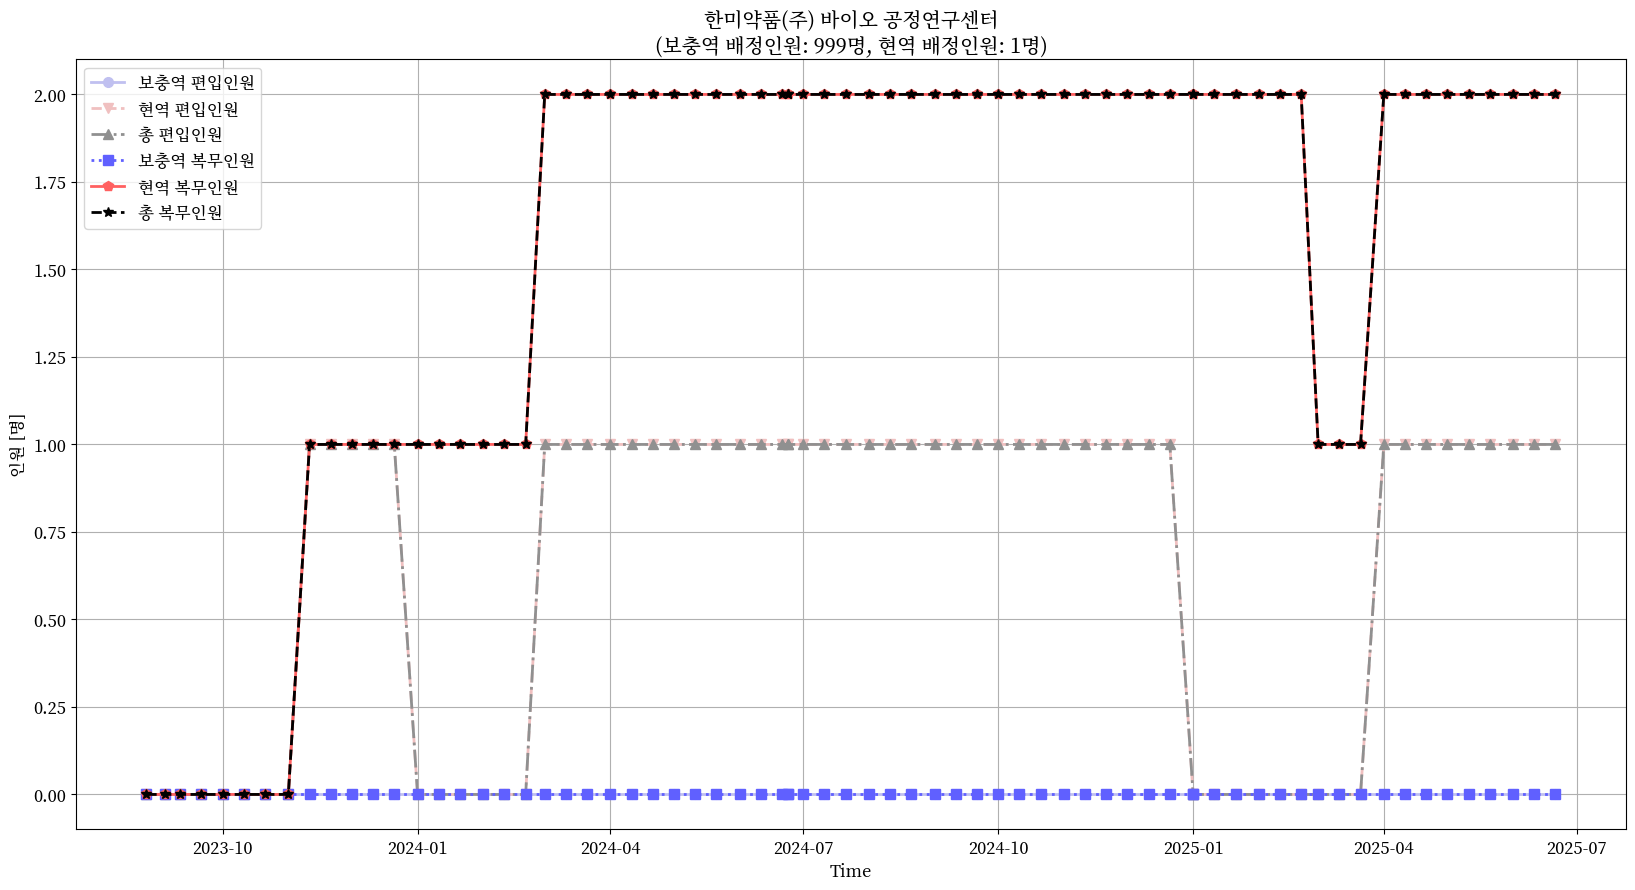 한미약품(주) 바이오 공정연구센터
(보충역 배정인원: 999명, 현역 배정인원: 1명)
보충역 편입인원
현역 편입인원
총 편입인원
보충역 복무인원
현역 복무인원
총 복무인원
인원 [명]
2.00
1.75
1.50
1.25
1.00
0.75
0.50
0.25
0.00
2023-10
2024-01
2024-04
2024-07
2024-10
2025-01
2025-04
2025-07
Time